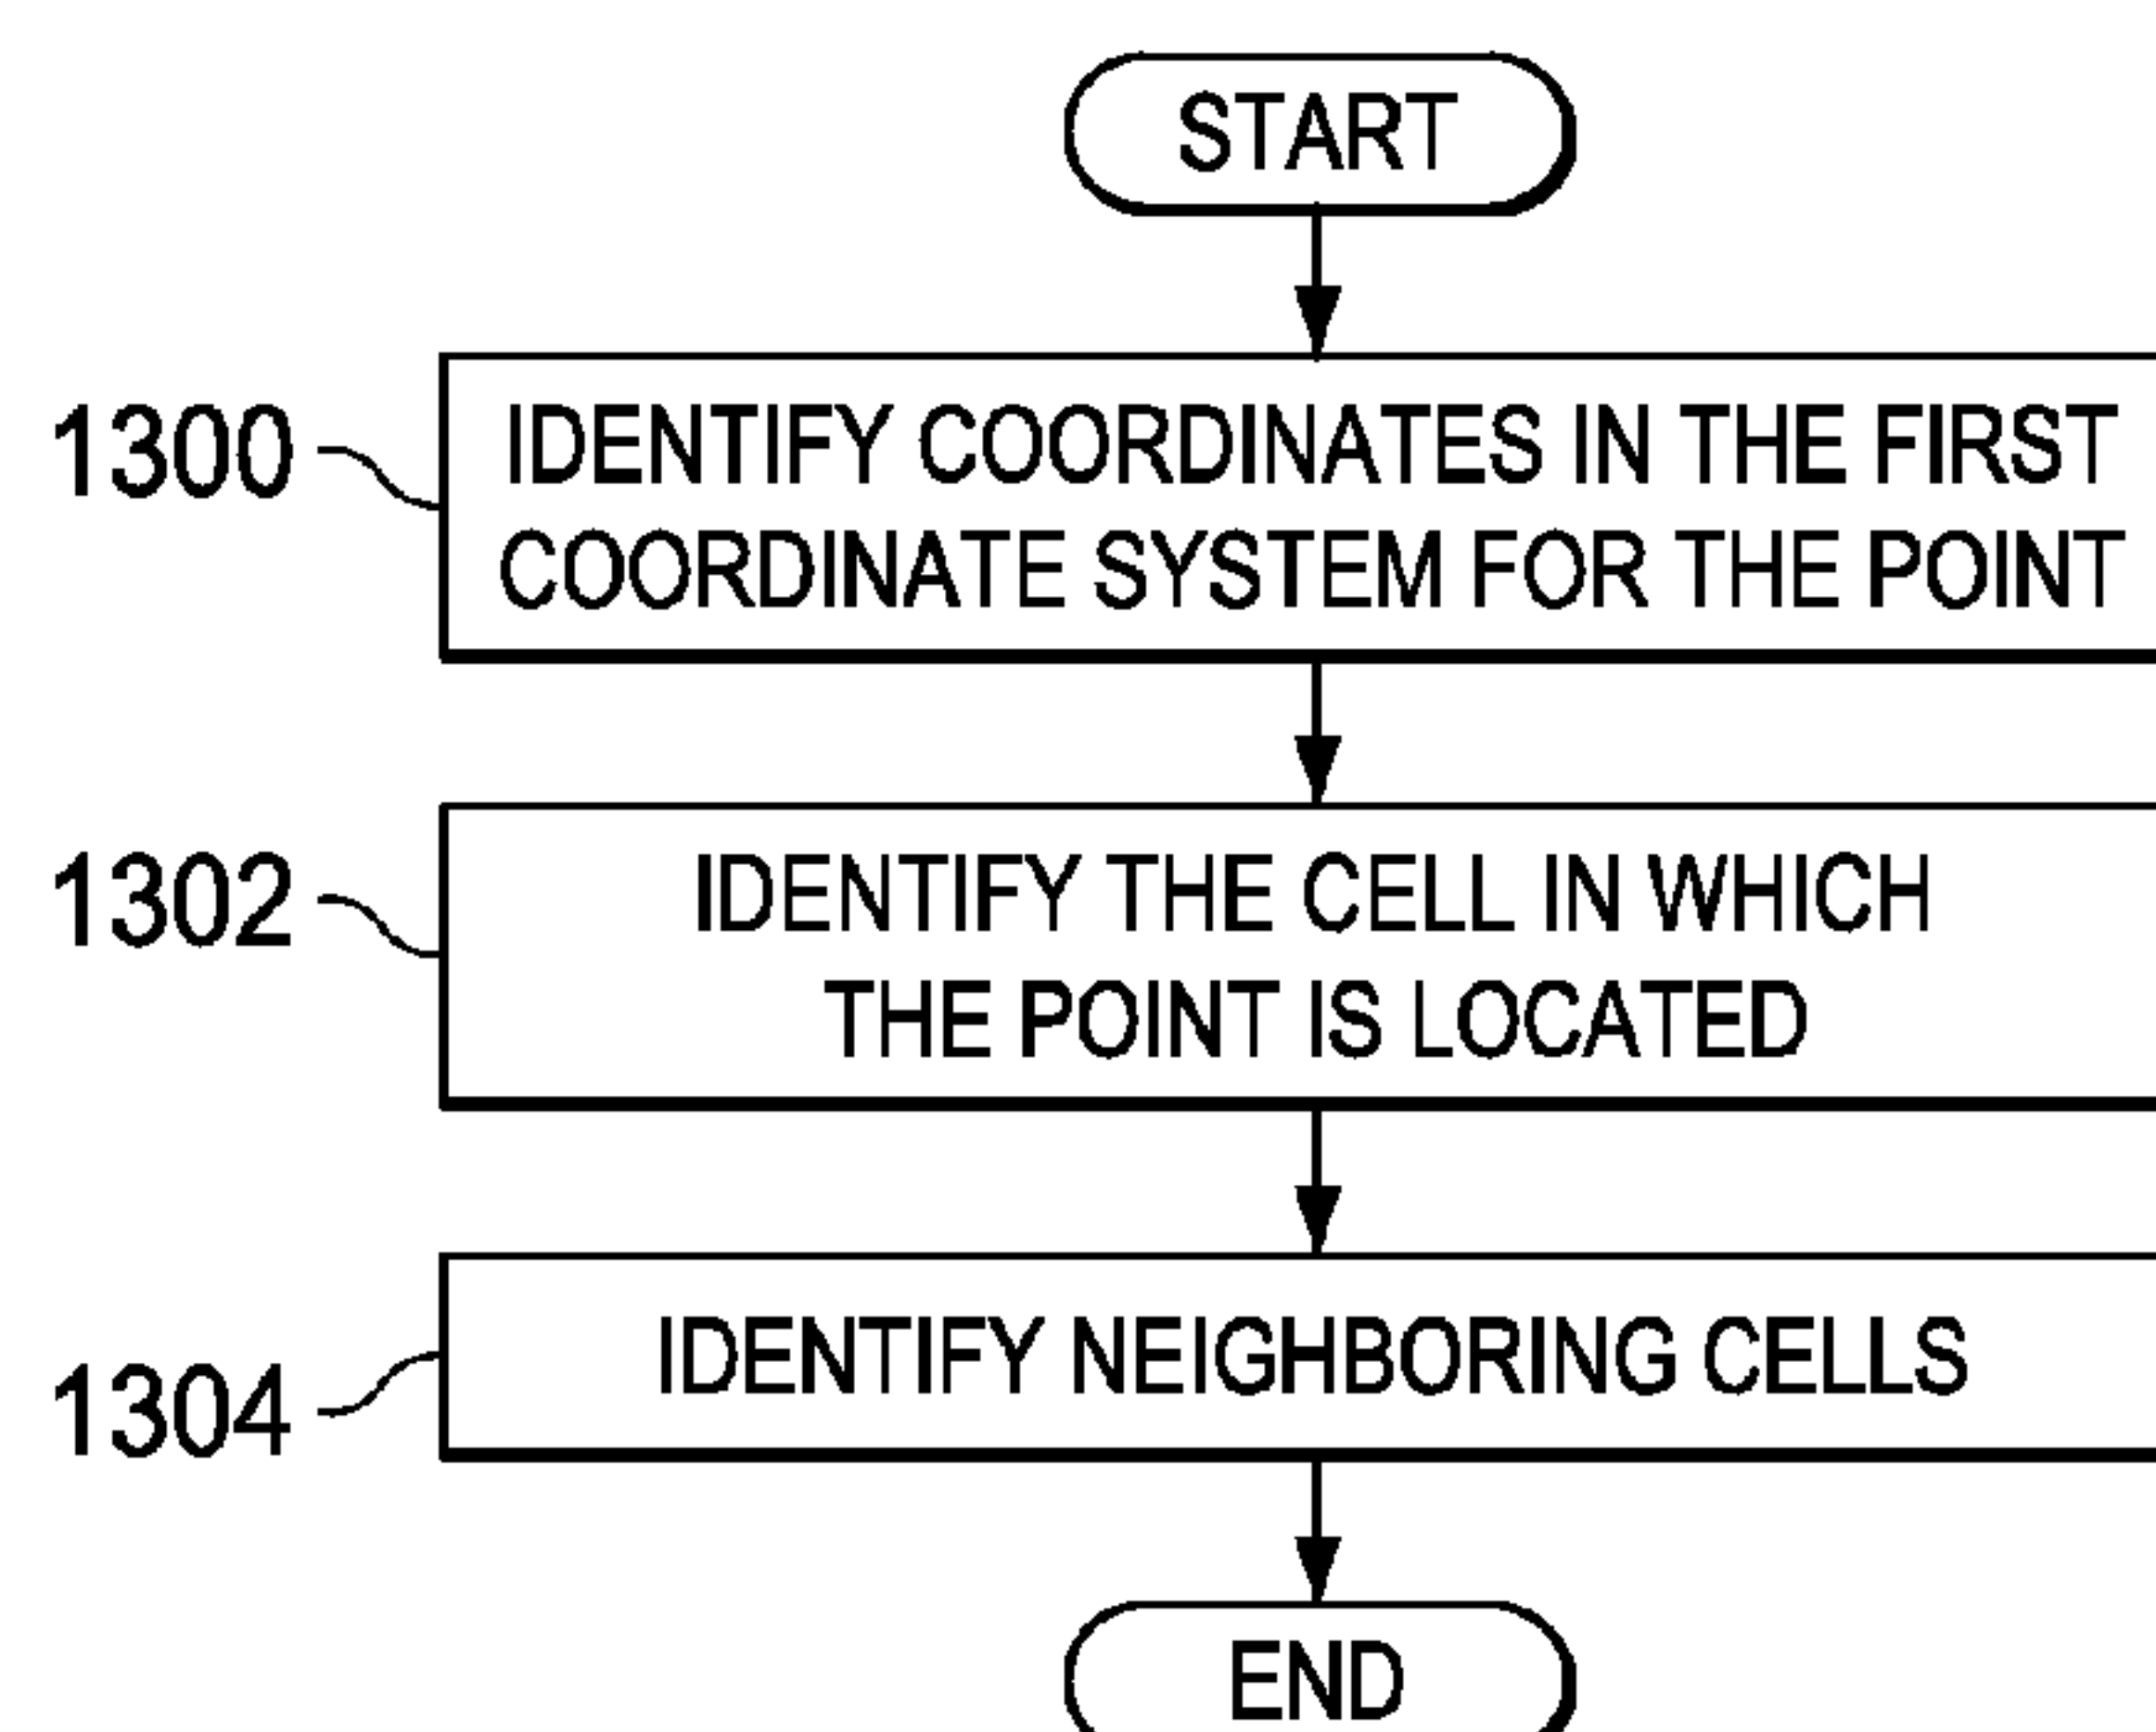 START
1300
IDENTIFY COORDINATES IN THE FIRST
COORDINATE SYSTEM FOR THE POINT
1302
IDENTIFY THE CELL IN WHICH
THE POINT IS LOCATED
1304
IDENTIFY NEIGHBORING CELLS
END